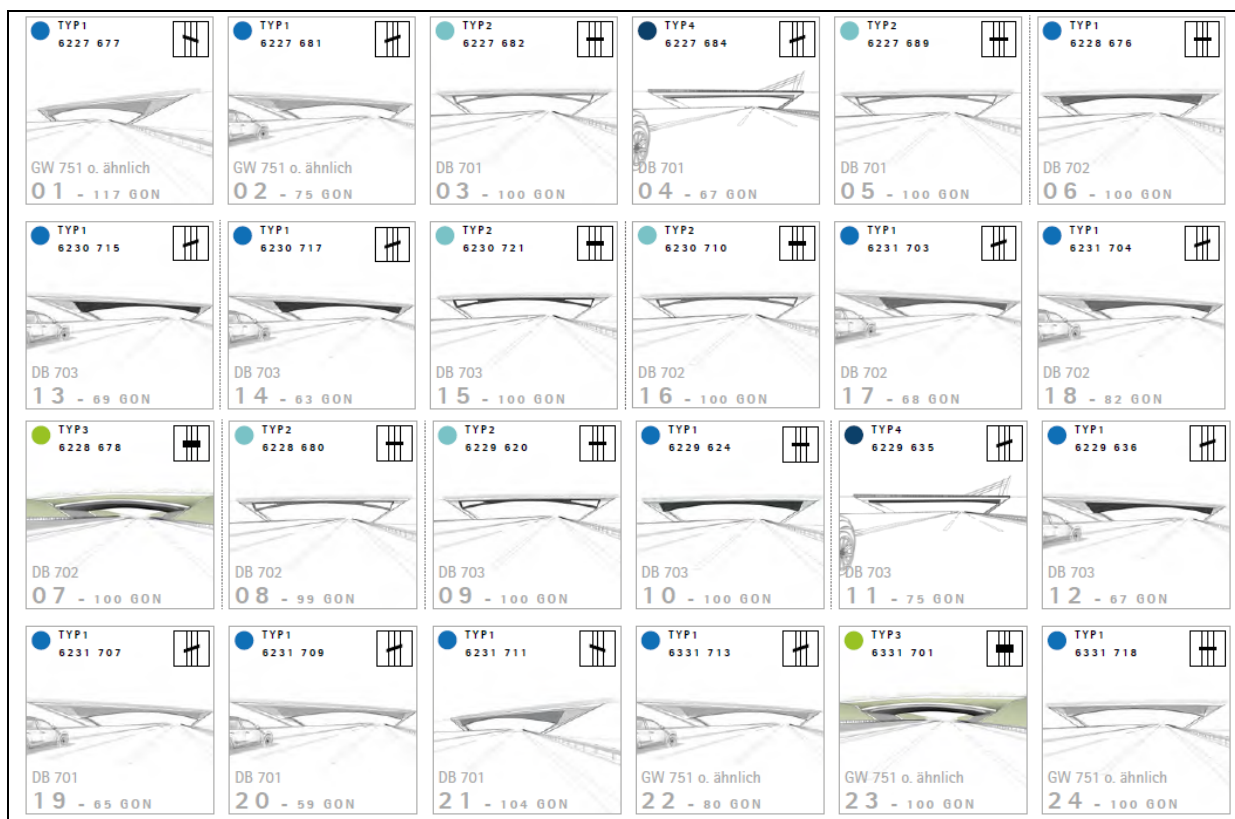 TYP1
6227 677
GW 751 o. ähnlich
01 - 117 GON
TYP1
6227 681
GW 751 o. ähnlich
02 - 75 GON
TYP2
6227 682
DB 701
03 - 100 GON
TYP4
6227 684
DB 701
04 - 67 GON
TYP2
6227 689
DB 701
05 - 100 GON
TYP1
6228 676
DB 702
06 - 100 GON
TYP1
6230 715
DB 703
13 - 69 GON
TYP1
6230 717
DB 703
14 - 63 GON
TYP2
6230 721
DB 703
15 - 100 GON
TYP2
6230 710
DB 702
16 - 100 GON
TYP1
6231 703
DB 702
17 - 68 GON
TYP1
6231 704
DB 702
18 - 82 GON
TYP3
6228 678
DB 702
07 - 100 GON
TYP2
6228 680
DB 702
08 - 99 GON
TYP2
6229 620
DB 703
09 - 100 GON
TYP1
6229 624
DB 703
10 - 100 GON
TYP4
6229 635
DB 703
11 - 75 GON
TYP1
6229 636
DB 703
12 - 67 GON
TYP1
6231 707
DB 701
19 - 65 GON
TYP1
6231 709
DB 701
20 - 59 GON
TYP1
6231 711
DB 701
21 - 104 GON
TYP1
6331 713
GW 751 o. ähnlich
22 - 80 GON
TYP3
6331 701
GW 751 o. ähnlich
23 - 100 GON
TYP1
6331 718
GW 751 o. ähnlich
24 - 100 GON